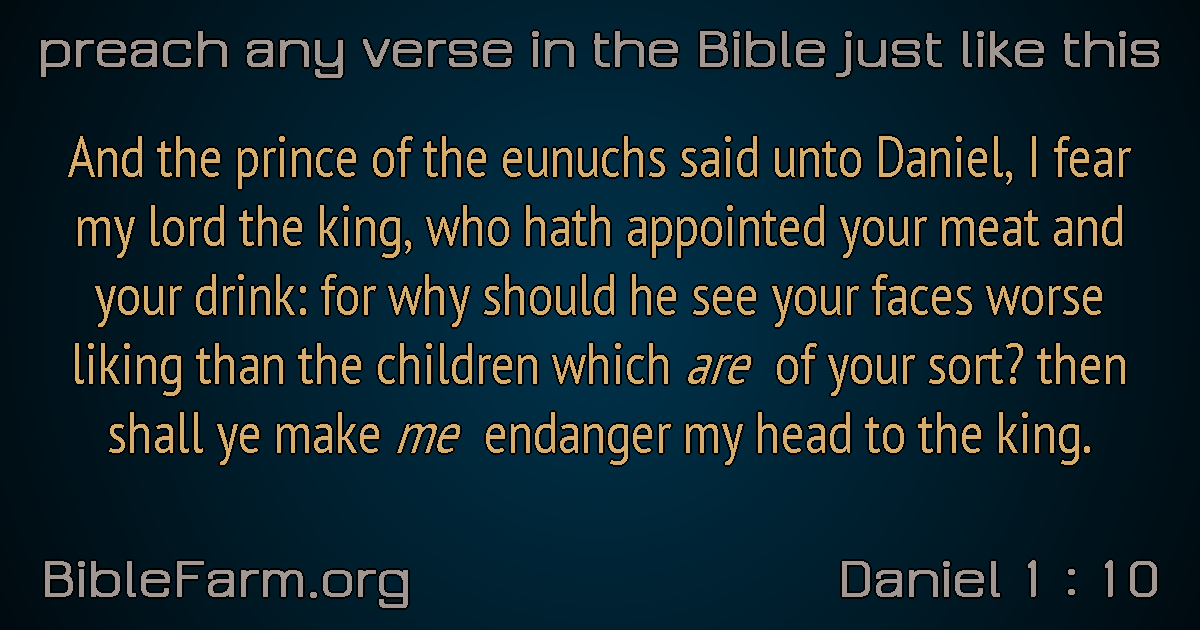 preach any verse in the Bible just like this
And the prince of the eunuchs said unto Daniel, I fear
my lord the king, who hath appointed your meat and
your drink: for why should he see your faces worse
liking than the children which are of your sort? then
shall ye make me endanger my head to the king.
BibleFarm.org
Daniel 1 : 10